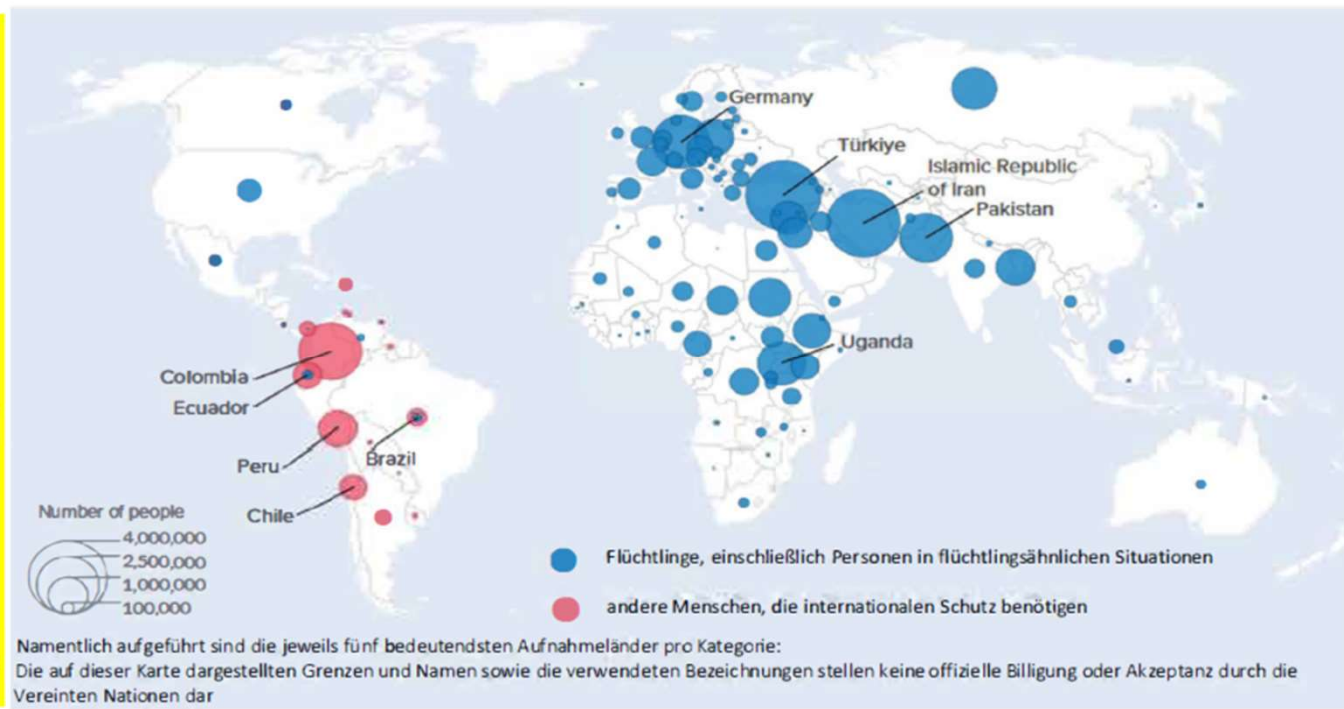 Germany
Türkiye
Islamic Republic
of Iran
Pakistan
Uganda
Colombia
Ecuador
Peru
Brazil
Chile
Number of people
4,000,000
2,500,000
1,000,000
100,000
Flüchtlinge, einschließlich Personen in flüchtlingsähnlichen Situationen
andere Menschen, die internationalen Schutz benötigen
Namentlich aufgeführt sind die jeweils fünf bedeutendsten Aufnahmeländer pro Kategorie:
Die auf dieser Karte dargestellten Grenzen und Namen sowie die verwendeten Bezeichnungen stellen keine offizielle Billigung oder Akzeptanz durch die
Vereinten Nationen dar